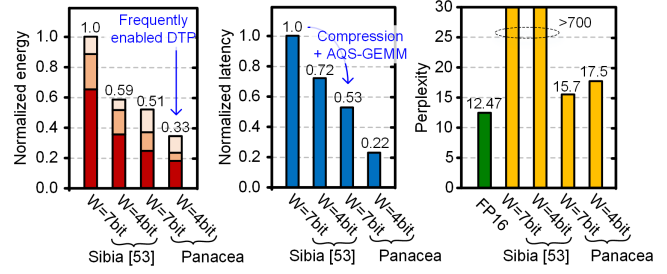 Normalized energy
1.0
0.8
0.6
0.4
0.2
0.0
1.0
Frequently
enabled DTP
0.59
0.51
0.33
W=7bit
W=4bit
W=7bit
W=4bit
Sibia [53]
Panacea
Normalized latency
1.0
0.8
0.6
0.4
0.2
0.0
1.0
Compression
+ AQS-GEMM
0.72
0.53
0.22
W=7bit
W=4bit
W=7bit
W=4bit
Sibia [53]
Panacea
Perplexity
30
25
20
15
10
5
0
>700
12.47
15.7
17.5
FP16
W=7bit
W=4bit
W=7bit
W=4bit
Sibia [53]
Panacea